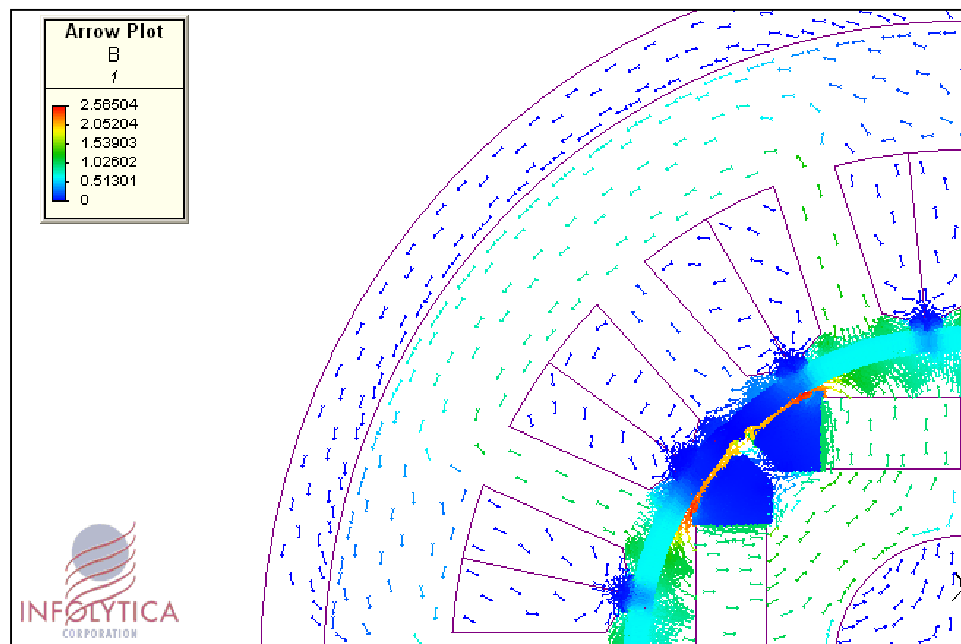 Arrow Plot
B
1
2.56504
2.05204
1.53903
1.02602
0.51301
0
INFOLYTICA
CORPORATION